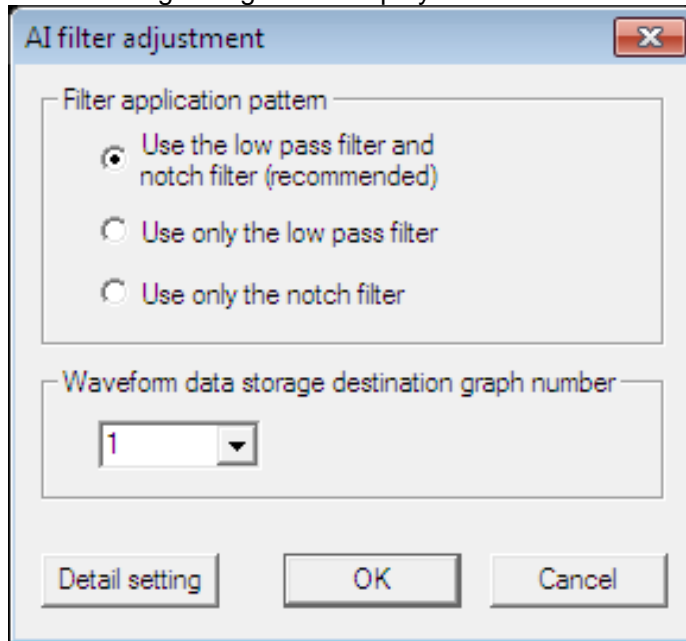 AI filter adjustment
Filter application pattern
Use the low pass filter and
notch filter (recommended)
Use only the low pass filter
Use only the notch filter
Waveform data storage destination graph number
1
Detail setting
OK
Cancel